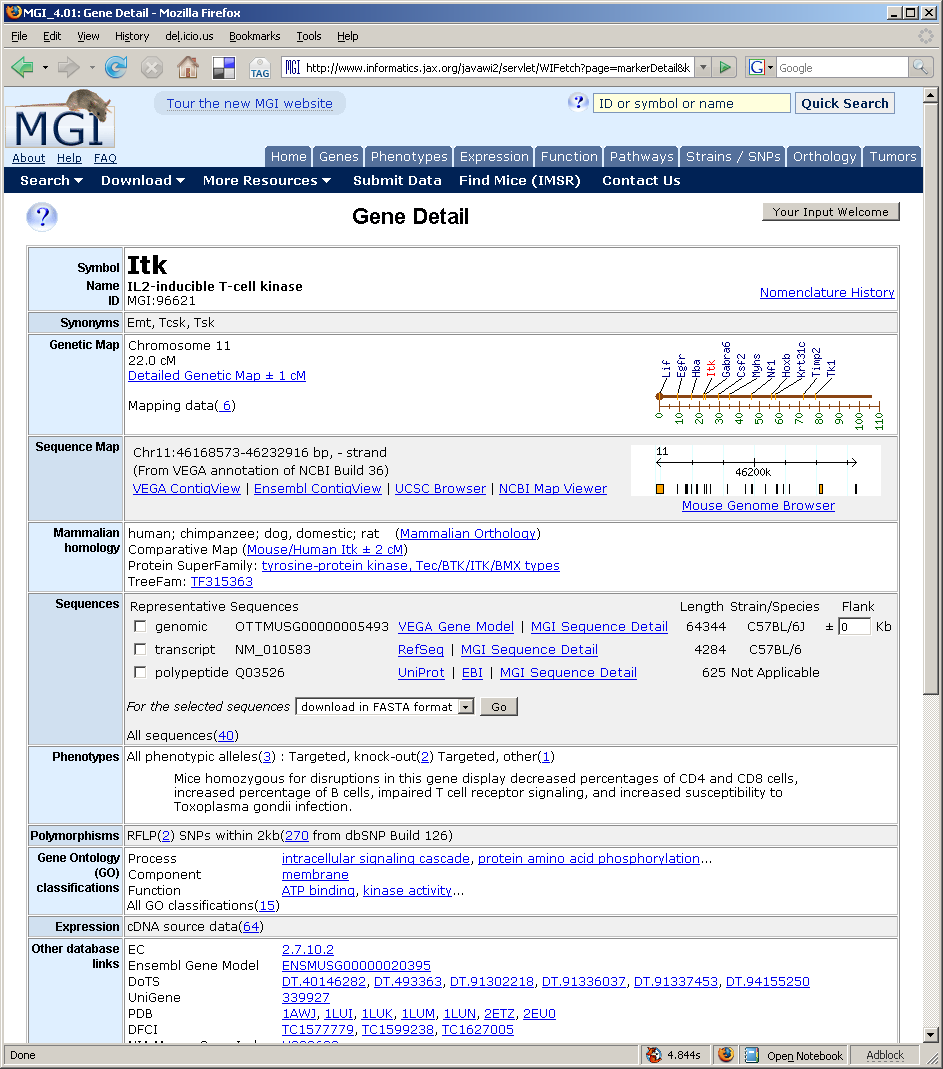 MGI_4.01: Gene Detail - Mozilla Firefox
File Edit View History del.icio.us Bookmarks Tools Help
TAG MGI http://www.informatics.jax.org/javawi2/servlet/WIFetch?page=markerDetail&k G Google
Tour the new MGI website ? ID or symbol or name Quick Search
MGI
About Help FAQ
Home Genes Phenotypes Expression Function Pathways Strains / SNPs Orthology Tumors
Search Download More Resources Submit Data Find Mice (IMSR) Contact Us
? Gene Detail Your Input Welcome
Symbol Itk
Name IL2-inducible T-cell kinase
ID MGI:96621 Nomenclature History
Synonyms Emt, Tcsk, Tsk
Genetic Map Chromosome 11
22.0 cM
Detailed Genetic Map ± 1 cM
Mapping data( 6)
Lif Egfr Hba Itk Gabra6 Csf2 Myhs Nf1 Hoxb Krt31c Timp2 Tk1
0 10 20 30 40 50 60 70 80 90 100 110
Sequence Map Chr11:46168573-46232916 bp, - strand
(From VEGA annotation of NCBI Build 36)
VEGA ContigView | Ensembl ContigView | UCSC Browser | NCBI Map Viewer
11
46200k
Mouse Genome Browser
Mammalian homology human; chimpanzee; dog, domestic; rat (Mammalian Orthology)
Comparative Map (Mouse/Human Itk ± 2 cM)
Protein SuperFamily: tyrosine-protein kinase, Tec/BTK/ITK/BMX types
TreeFam: TF315363
Sequences Representative Sequences Length Strain/Species Flank
genomic OTTMUSG00000005493 VEGA Gene Model | MGI Sequence Detail 64344 C57BL/6J ± 0 Kb
transcript NM_010583 RefSeq | MGI Sequence Detail 4284 C57BL/6
polypeptide Q03526 UniProt | EBI | MGI Sequence Detail 625 Not Applicable
For the selected sequences download in FASTA format Go
All sequences(40)
Phenotypes All phenotypic alleles(3) : Targeted, knock-out(2) Targeted, other(1)
Mice homozygous for disruptions in this gene display decreased percentages of CD4 and CD8 cells,
increased percentage of B cells, impaired T cell receptor signaling, and increased susceptibility to
Toxoplasma gondii infection.
Polymorphisms RFLP(2) SNPs within 2kb(270 from dbSNP Build 126)
Gene Ontology (GO) classifications
Process intracellular signaling cascade, protein amino acid phosphorylation...
Component membrane
Function ATP binding, kinase activity...
All GO classifications(15)
Expression cDNA source data(64)
Other database links
EC 2.7.10.2
Ensembl Gene Model ENSMUSG00000020395
DoTS DT.40146282, DT.493363, DT.91302218, DT.91336037, DT.91337453, DT.94155250
UniGene 339927
PDB 1AWJ, 1LUI, 1LUK, 1LUM, 1LUN, 2ETZ, 2EU0
DFCI TC1577779, TC1599238, TC1627005
Done 4.844s Open Notebook Adblock